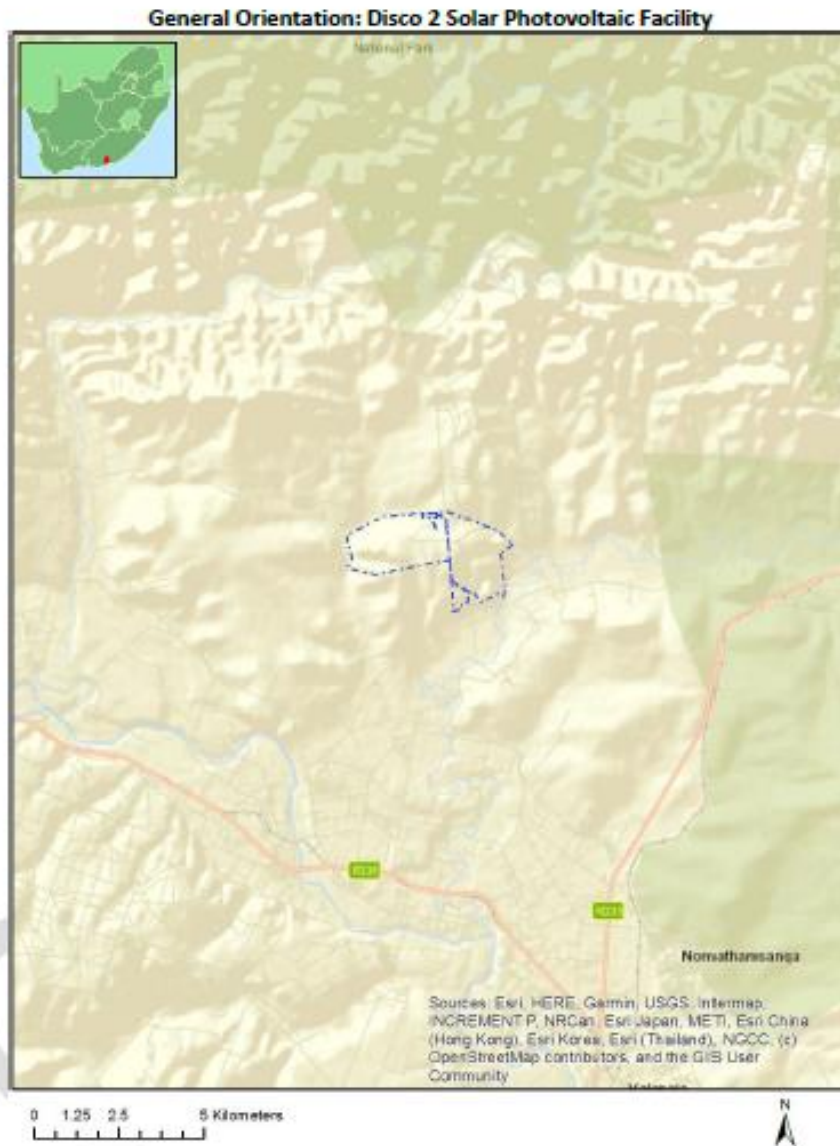 General Orientation: Disco 2 Solar Photovoltaic Facility
National Park
Nomathamsanqa
Sources: Esri, HERE, Garmin, USGS, Intermap,
INCREMENT P, NRCan, Esri Japan, METI, Esri China
(Hong Kong), Esri Korea, Esri (Thailand), NGCC, (c)
OpenStreetMap contributors, and the GIS User
Community
0 1.25 2.5 5 Kilometers
N